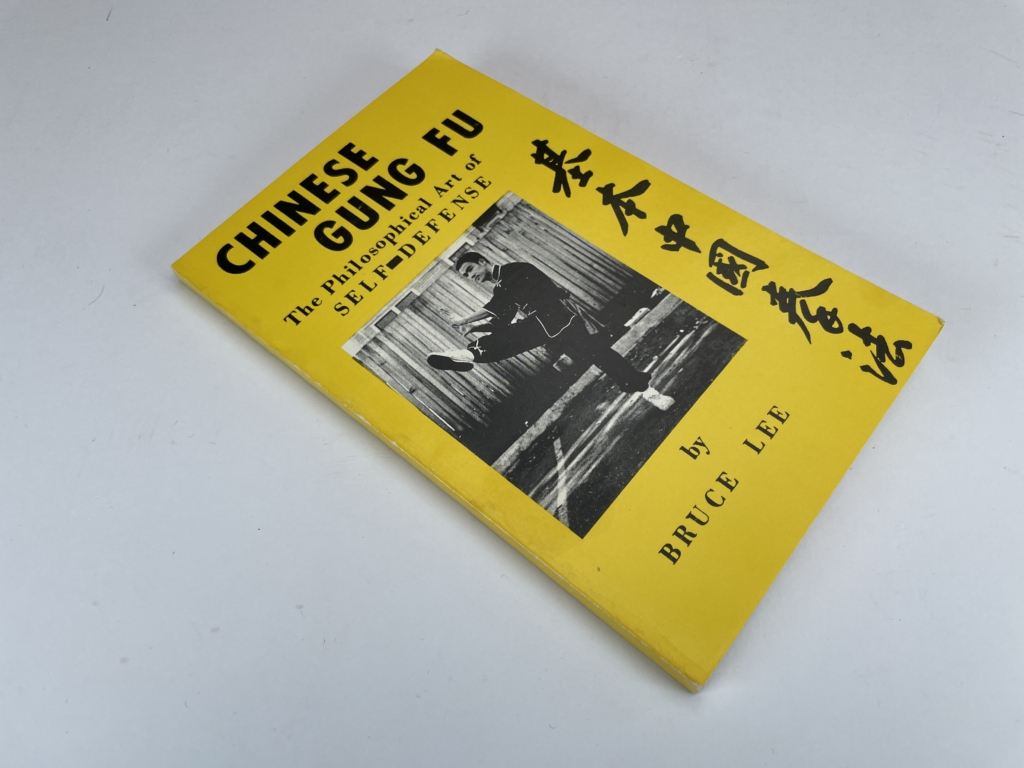 CHINESE
GUNG FU
The Philosophical Art of
SELF-DEFENSE
基本中國拳法
by
BRUCE LEE